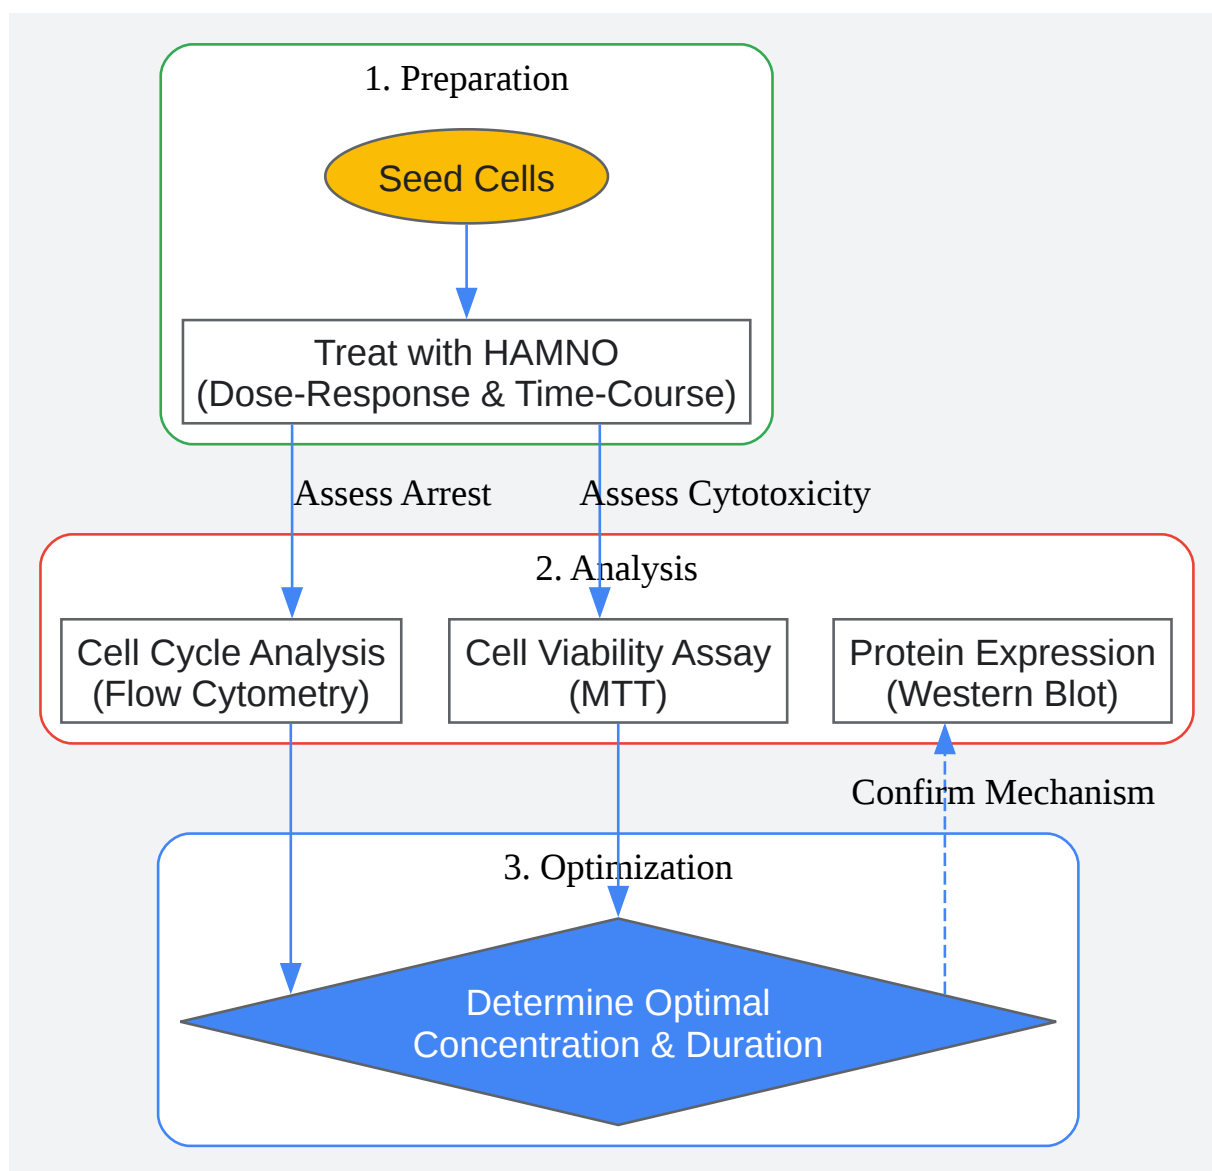 1. Preparation
Seed Cells
Treat with HAMNO
(Dose-Response & Time-Course)
Assess Arrest
Assess Cytotoxicity
2. Analysis
Cell Cycle Analysis
(Flow Cytometry)
Cell Viability Assay
(MTT)
Protein Expression
(Western Blot)
Confirm Mechanism
3. Optimization
Determine Optimal
Concentration & Duration